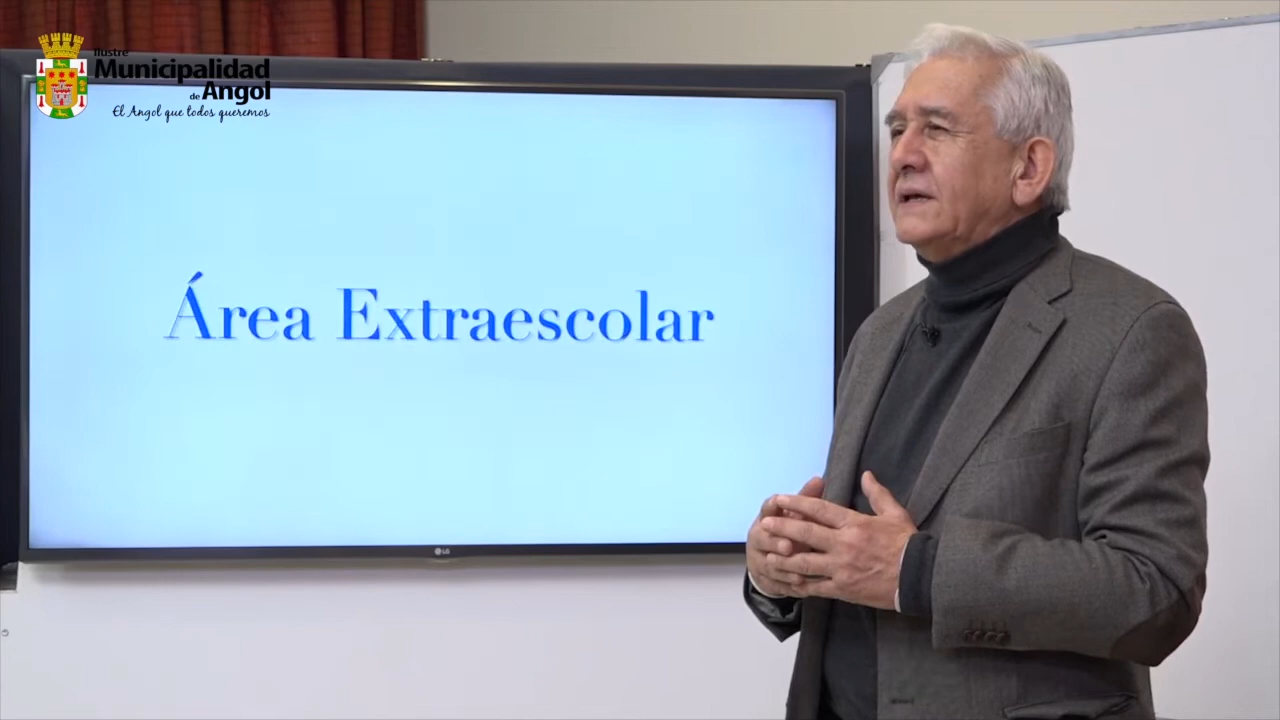 Ilustre
Municipalidad
de Angol
El Angol que todos queremos
Área Extraescolar
LG